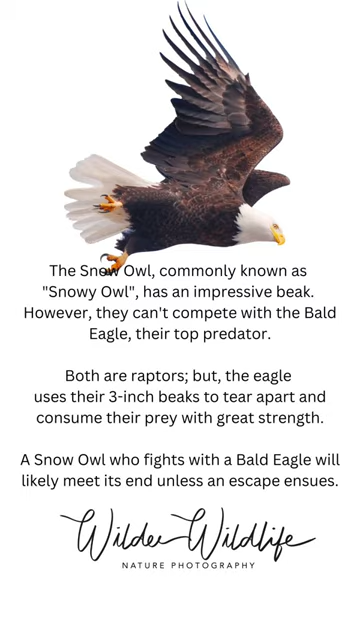 The Snow Owl, commonly known as
"Snowy Owl", has an impressive beak.
However, they can't compete with the Bald
Eagle, their top predator.
Both are raptors; but, the eagle
uses their 3-inch beaks to tear apart and
consume their prey with great strength.
A Snow Owl who fights with a Bald Eagle will
likely meet its end unless an escape ensues.
Wilder Wildlife
NATURE PHOTOGRAPHY